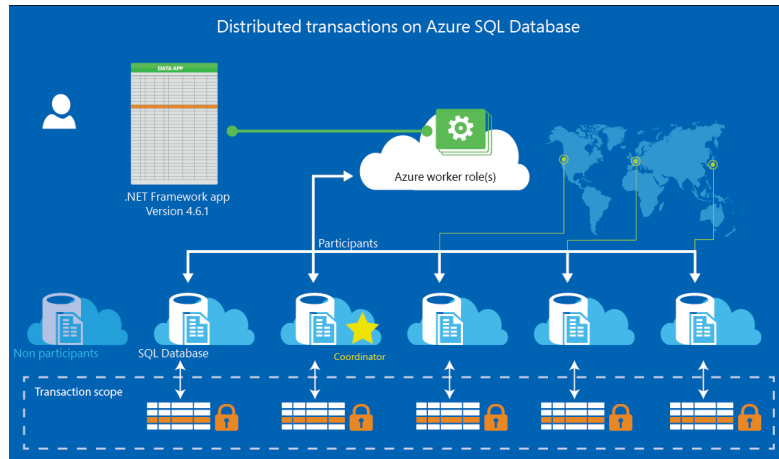 Distributed transactions on Azure SQL Database
DATA APP
.NET Framework app
Version 4.6.1
Azure worker role(s)
Participants
Non participants
SQL Database
Coordinator
Transaction scope